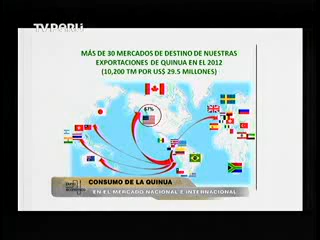 TV.PERÚ
MÁS DE 30 MERCADOS DE DESTINO DE NUESTRAS
EXPORTACIONES DE QUINUA EN EL 2012
(10,200 TM POR US$ 29.5 MILLONES)
67%
CONSUMO DE LA QUINUA
EN EL MERCADO NACIONAL E INTERNACIONAL